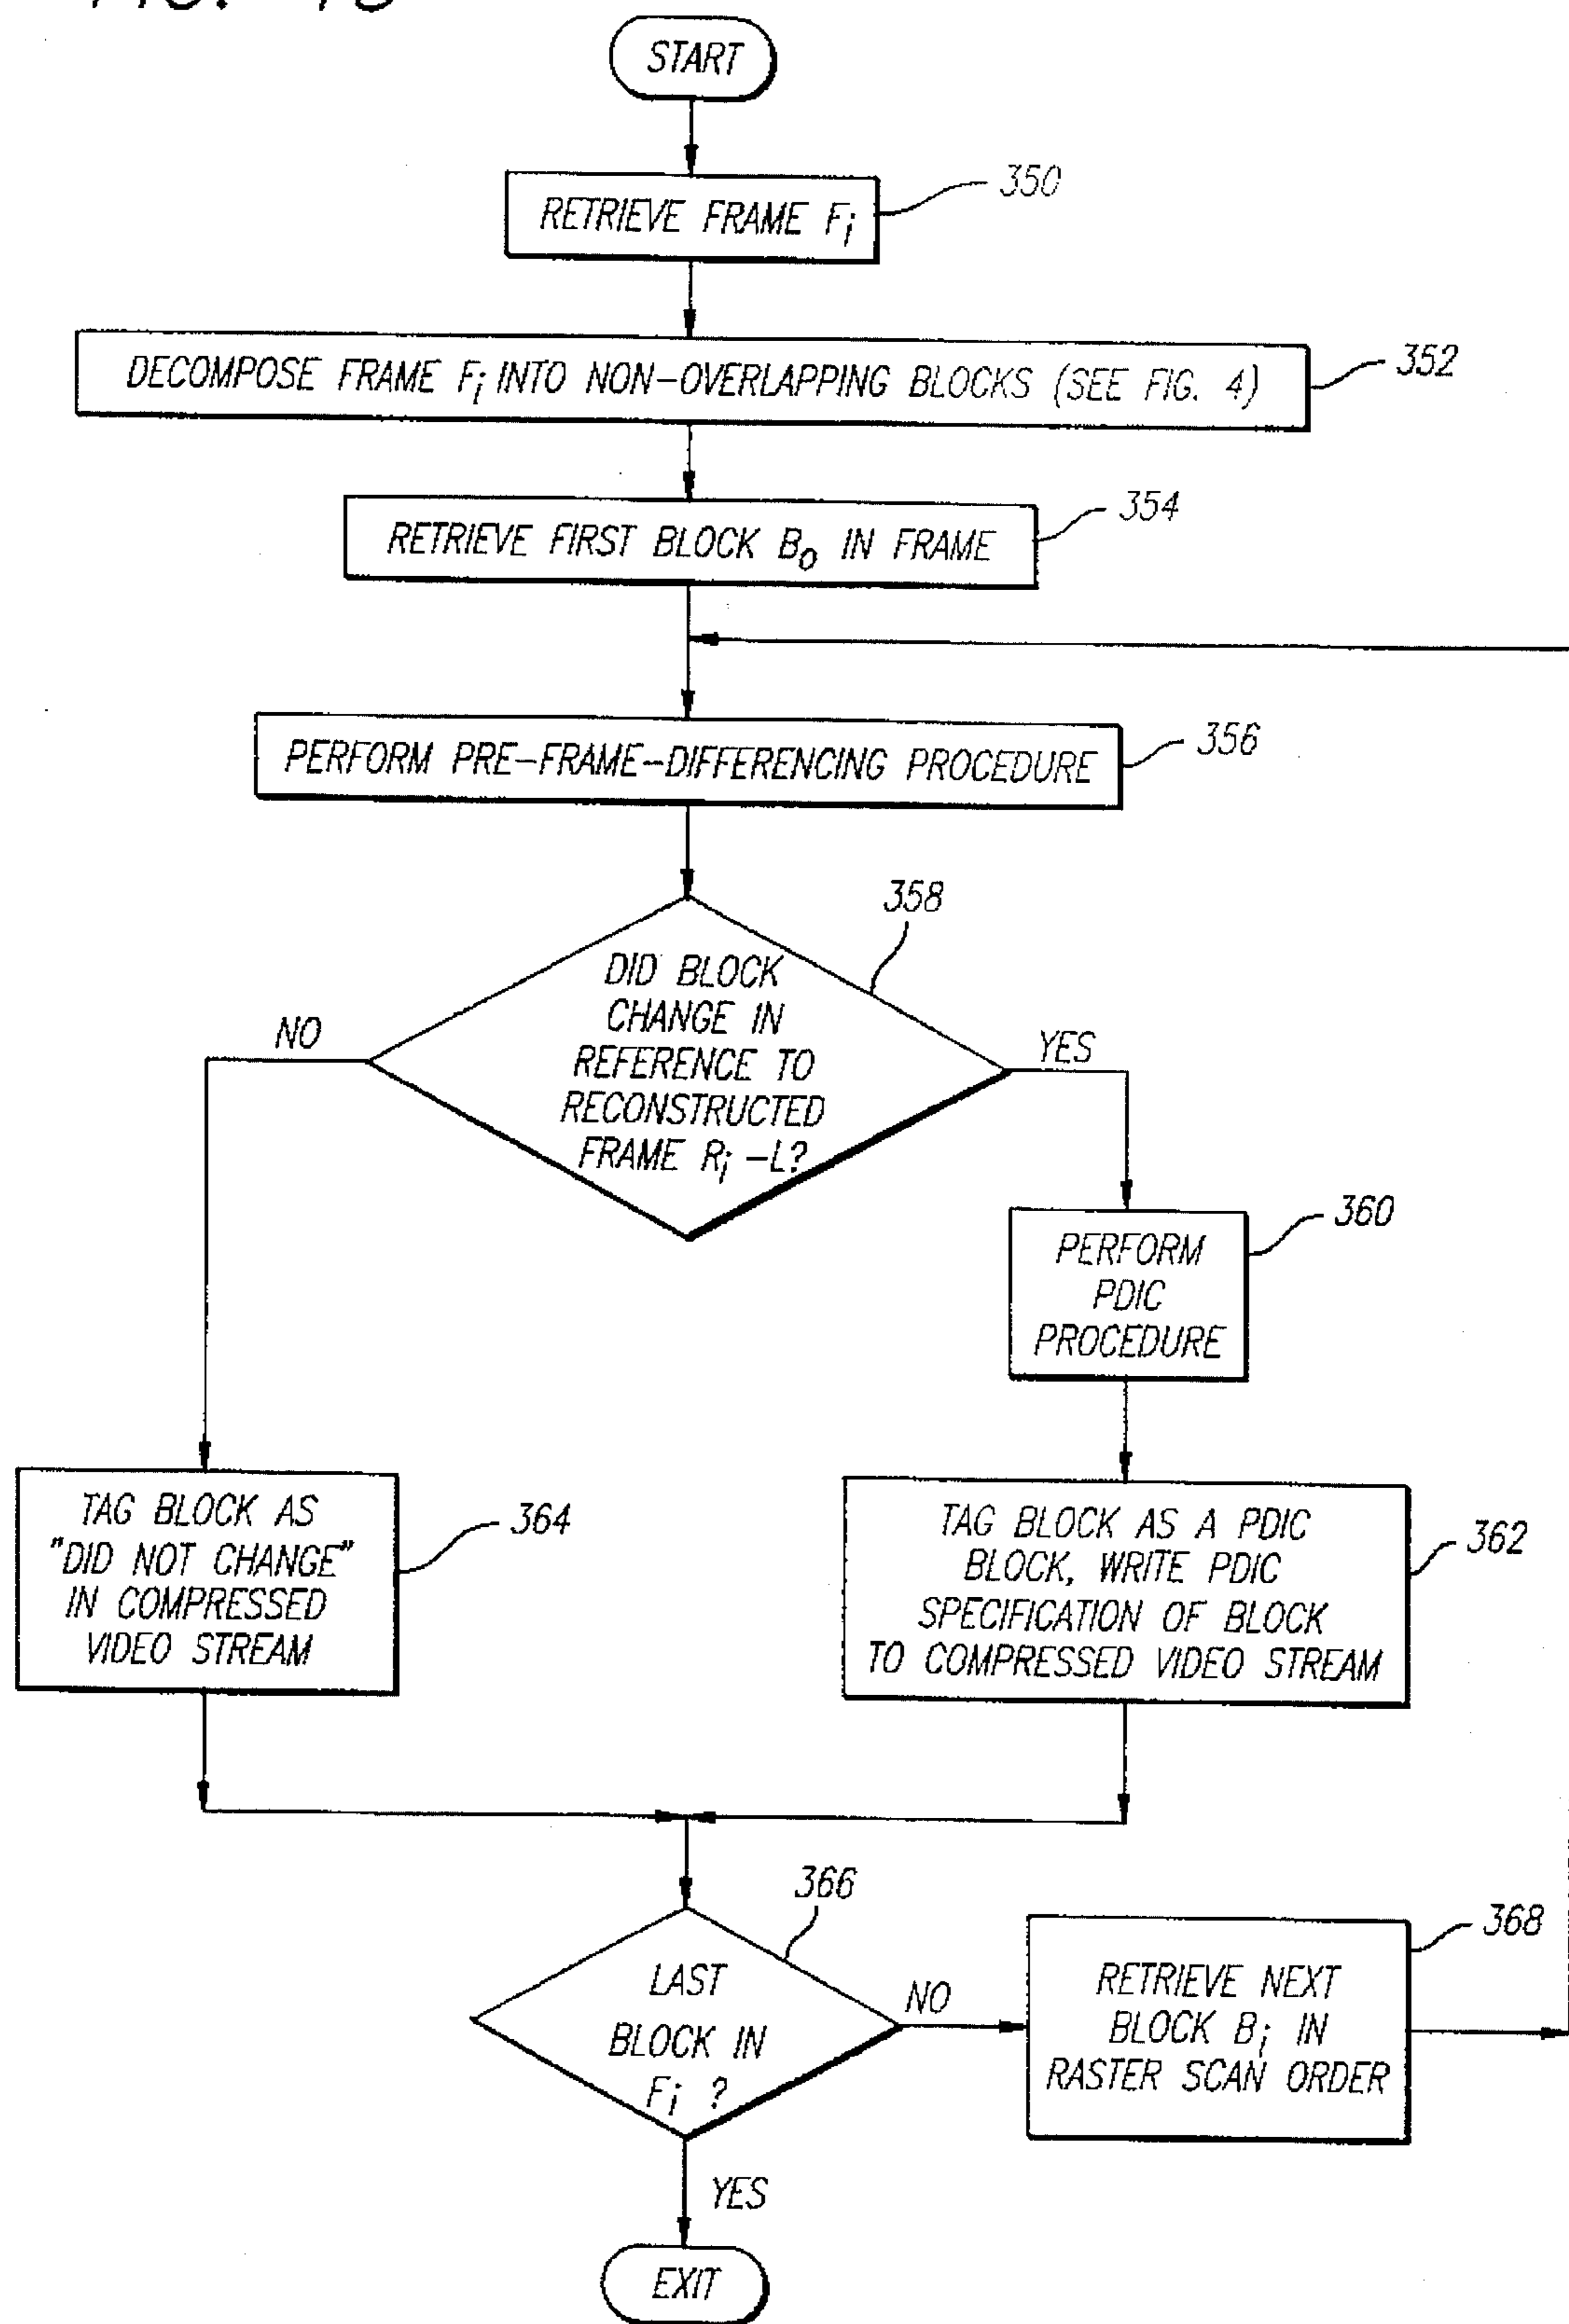 START
RETRIEVE FRAME Fi
350
DECOMPOSE FRAME Fi INTO NON-OVERLAPPING BLOCKS (SEE FIG. 4)
352
RETRIEVE FIRST BLOCK B0 IN FRAME
354
PERFORM PRE-FRAME-DIFFERENCING PROCEDURE
356
358
DID BLOCK
CHANGE IN
REFERENCE TO
RECONSTRUCTED
FRAME Ri -L?
NO
YES
360
PERFORM
PDIC
PROCEDURE
TAG BLOCK AS
"DID NOT CHANGE"
IN COMPRESSED
VIDEO STREAM
364
TAG BLOCK AS A PDIC
BLOCK, WRITE PDIC
SPECIFICATION OF BLOCK
TO COMPRESSED VIDEO STREAM
362
366
LAST
BLOCK IN
Fi ?
NO
368
RETRIEVE NEXT
BLOCK Bi IN
RASTER SCAN ORDER
YES
EXIT